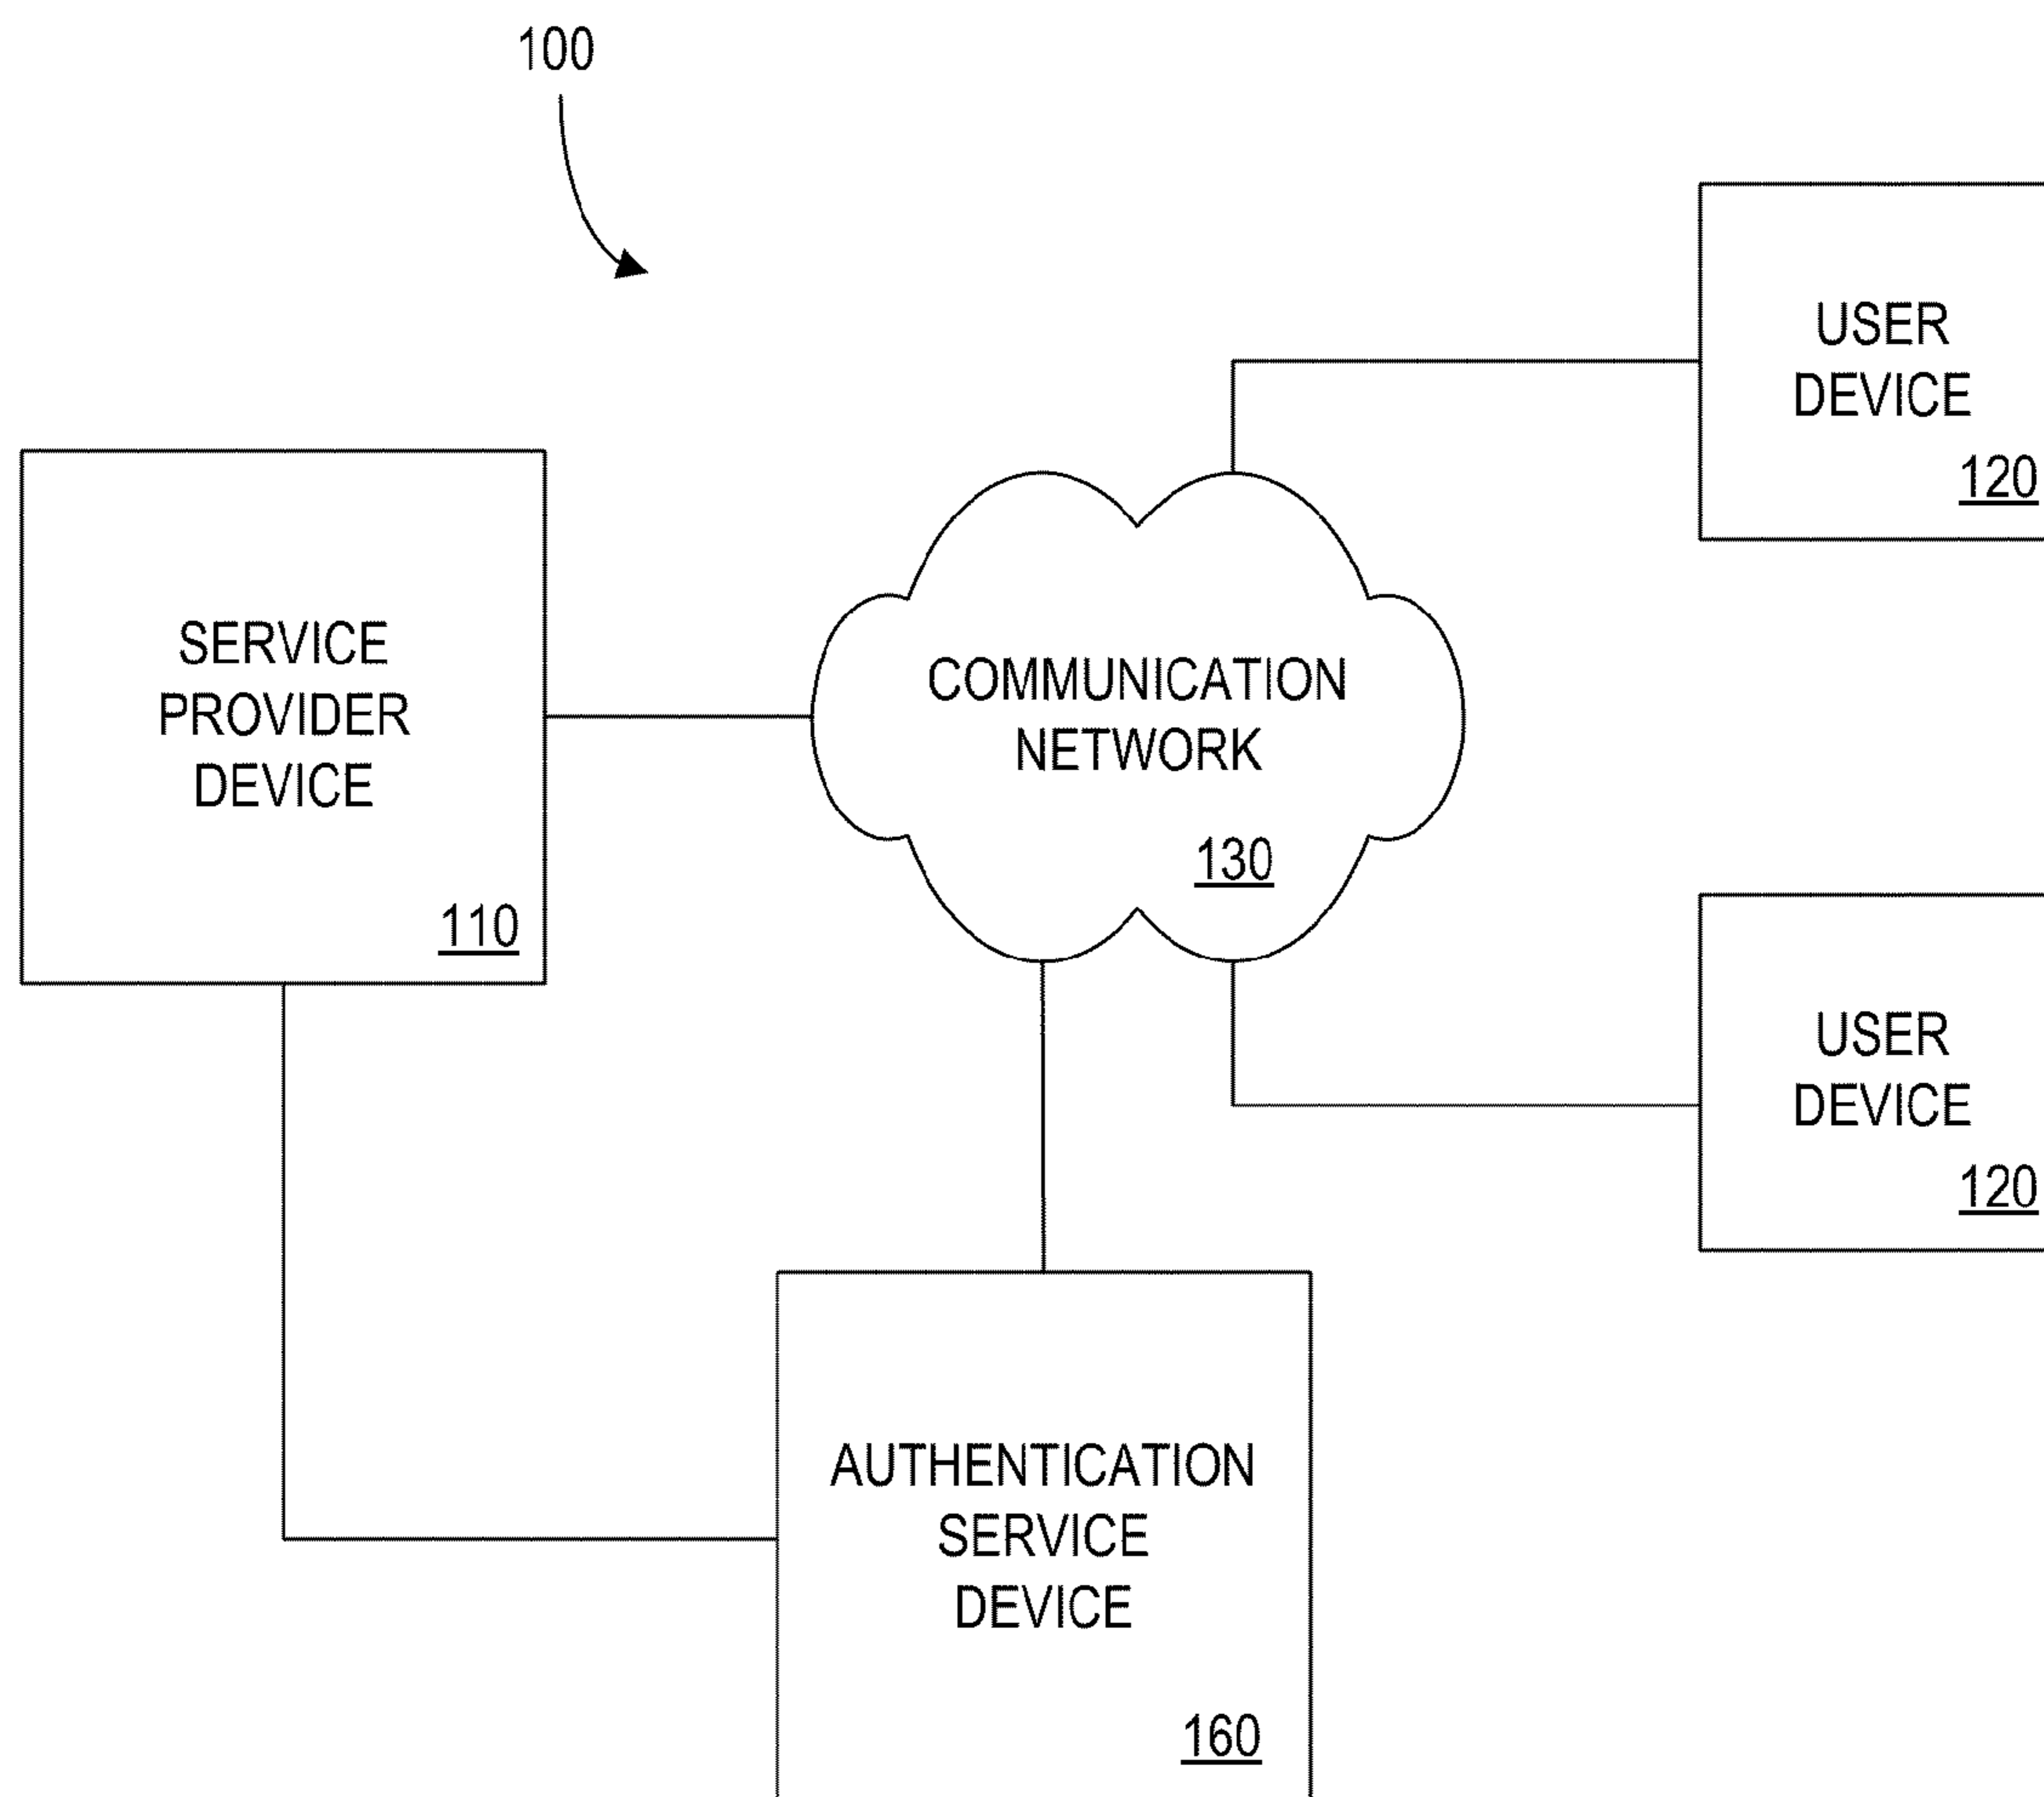 100
USER
DEVICE
120
SERVICE
PROVIDER
DEVICE
110
COMMUNICATION
NETWORK
130
USER
DEVICE
120
AUTHENTICATION
SERVICE
DEVICE
160